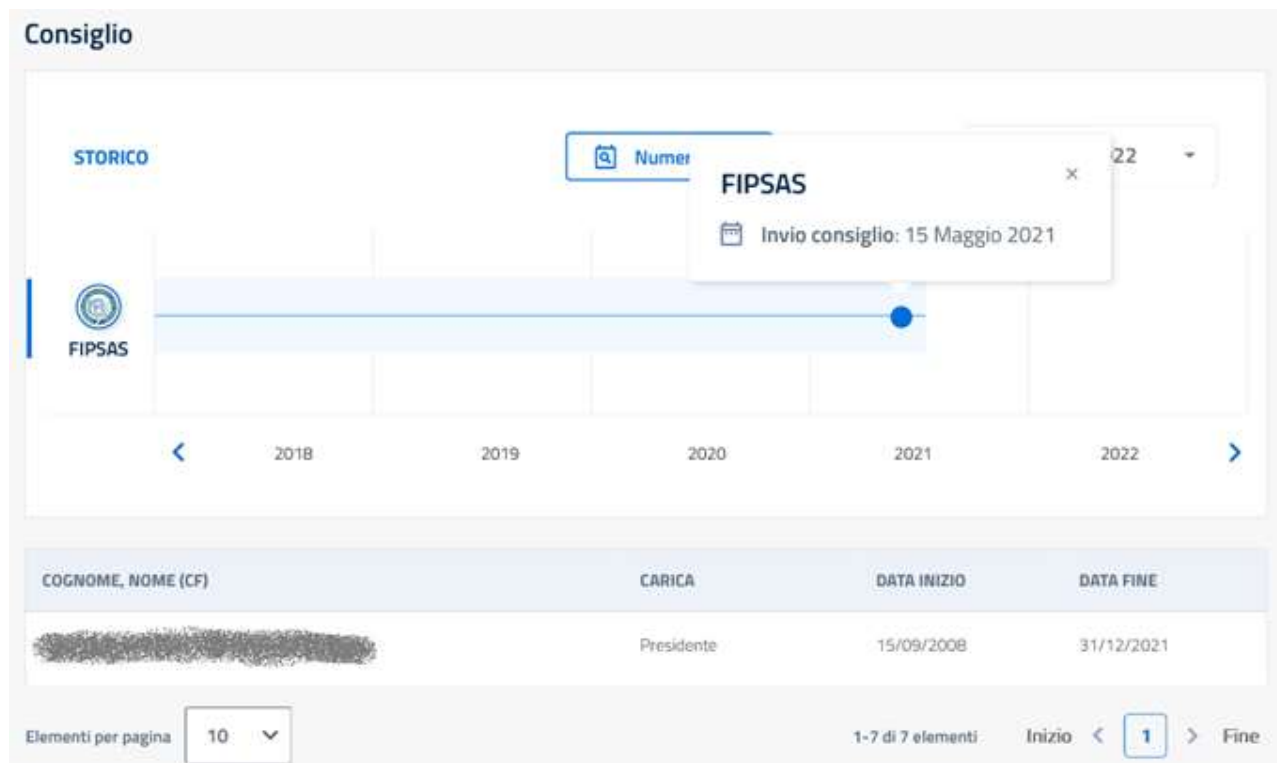 Consiglio
STORICO
Numer
22
FIPSAS
Invio consiglio: 15 Maggio 2021
FIPSAS
2018 2019 2020 2021 2022
COGNOME, NOME (CF) CARICA DATA INIZIO DATA FINE
Presidente 15/09/2008 31/12/2021
Elementi per pagina 10 1-7 di 7 elementi Inizio 1 Fine